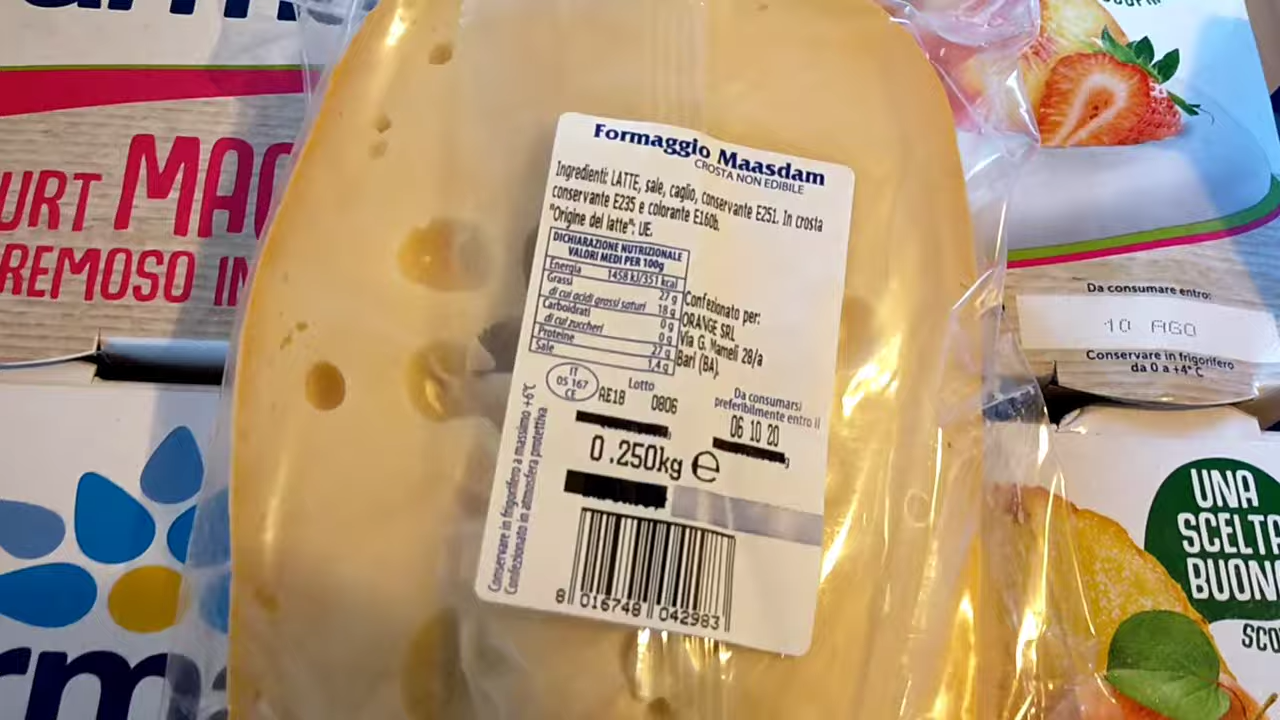 URT MAG
REMOSO IN
Formaggio Maasdam
CROSTA NON EDIBILE
Ingredienti: LATTE, sale, caglio, conservante E251. In crosta
conservante E235 e colorante E160b.
"Origine del latte": UE.
DICHIARAZIONE NUTRIZIONALE
VALORI MEDI PER 100g
Energia 1458 kJ/351 kcal
Grassi 27 g
di cui acidi grassi saturi 18 g
Carboidrati 0 g
di cui zuccheri 0 g
Proteine 27 g
Sale 1,4 g
Confezionato per:
ORANGE SRL
Via G. Mameli 28/a
Bari (BA)
IT
05 167
CE
Lotto
AE18 0806
Da consumarsi
preferibilmente entro il
06 10 20
0.250kg e
Conservare in frigorifero a massimo +6°C
Confezionato in atmosfera protettiva
8 016748 042983
Da consumare entro:
10 AGO
Conservare in frigorifero
da 0 a +4°C
UNA
SCELTA
BUON
SCO
rm